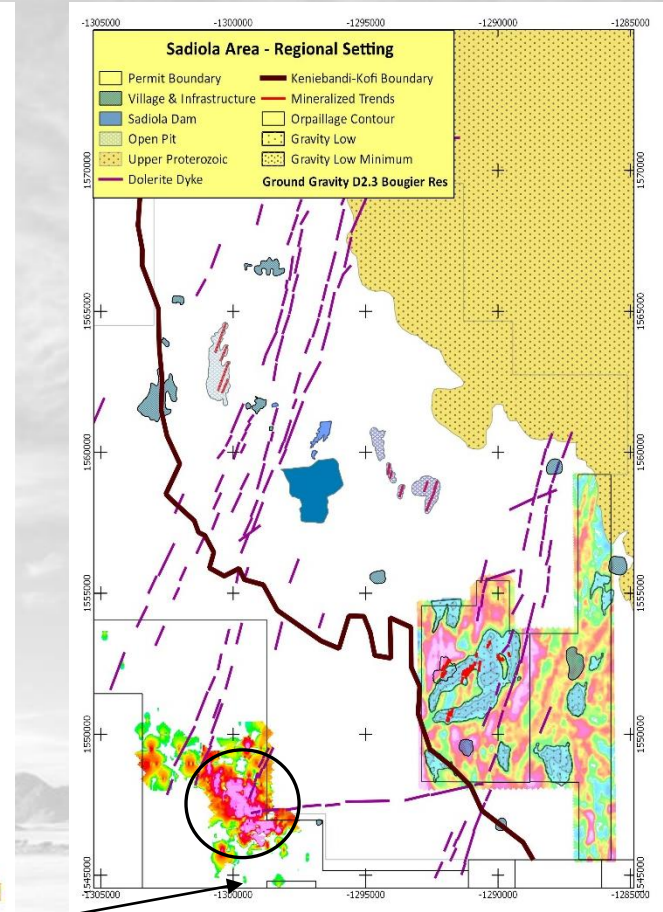 -1305000 -1300000 -1295000 -1290000 -1285000
Sadiola Area - Regional Setting
Permit Boundary
Village & Infrastructure
Sadiola Dam
Open Pit
Upper Proterozoic
Dolerite Dyke
Keniebandi-Kofi Boundary
Mineralized Trends
Orpaillage Contour
Gravity Low
Gravity Low Minimum
Ground Gravity D2.3 Bougier Res
1570000 1570000
1565000 1565000
1560000 1560000
1555000 1555000
1550000 1550000
1545000 1545000
-1305000 -1300000 -1295000 -1290000 -1285000